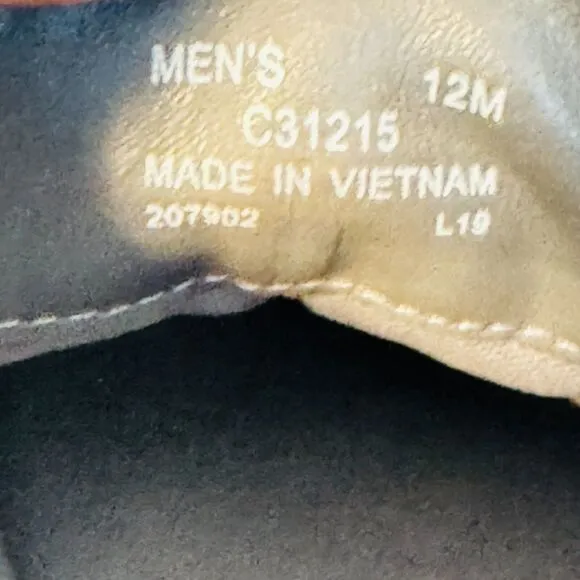 MEN'S 12M
C31215
MADE IN VIETNAM
207902 L19